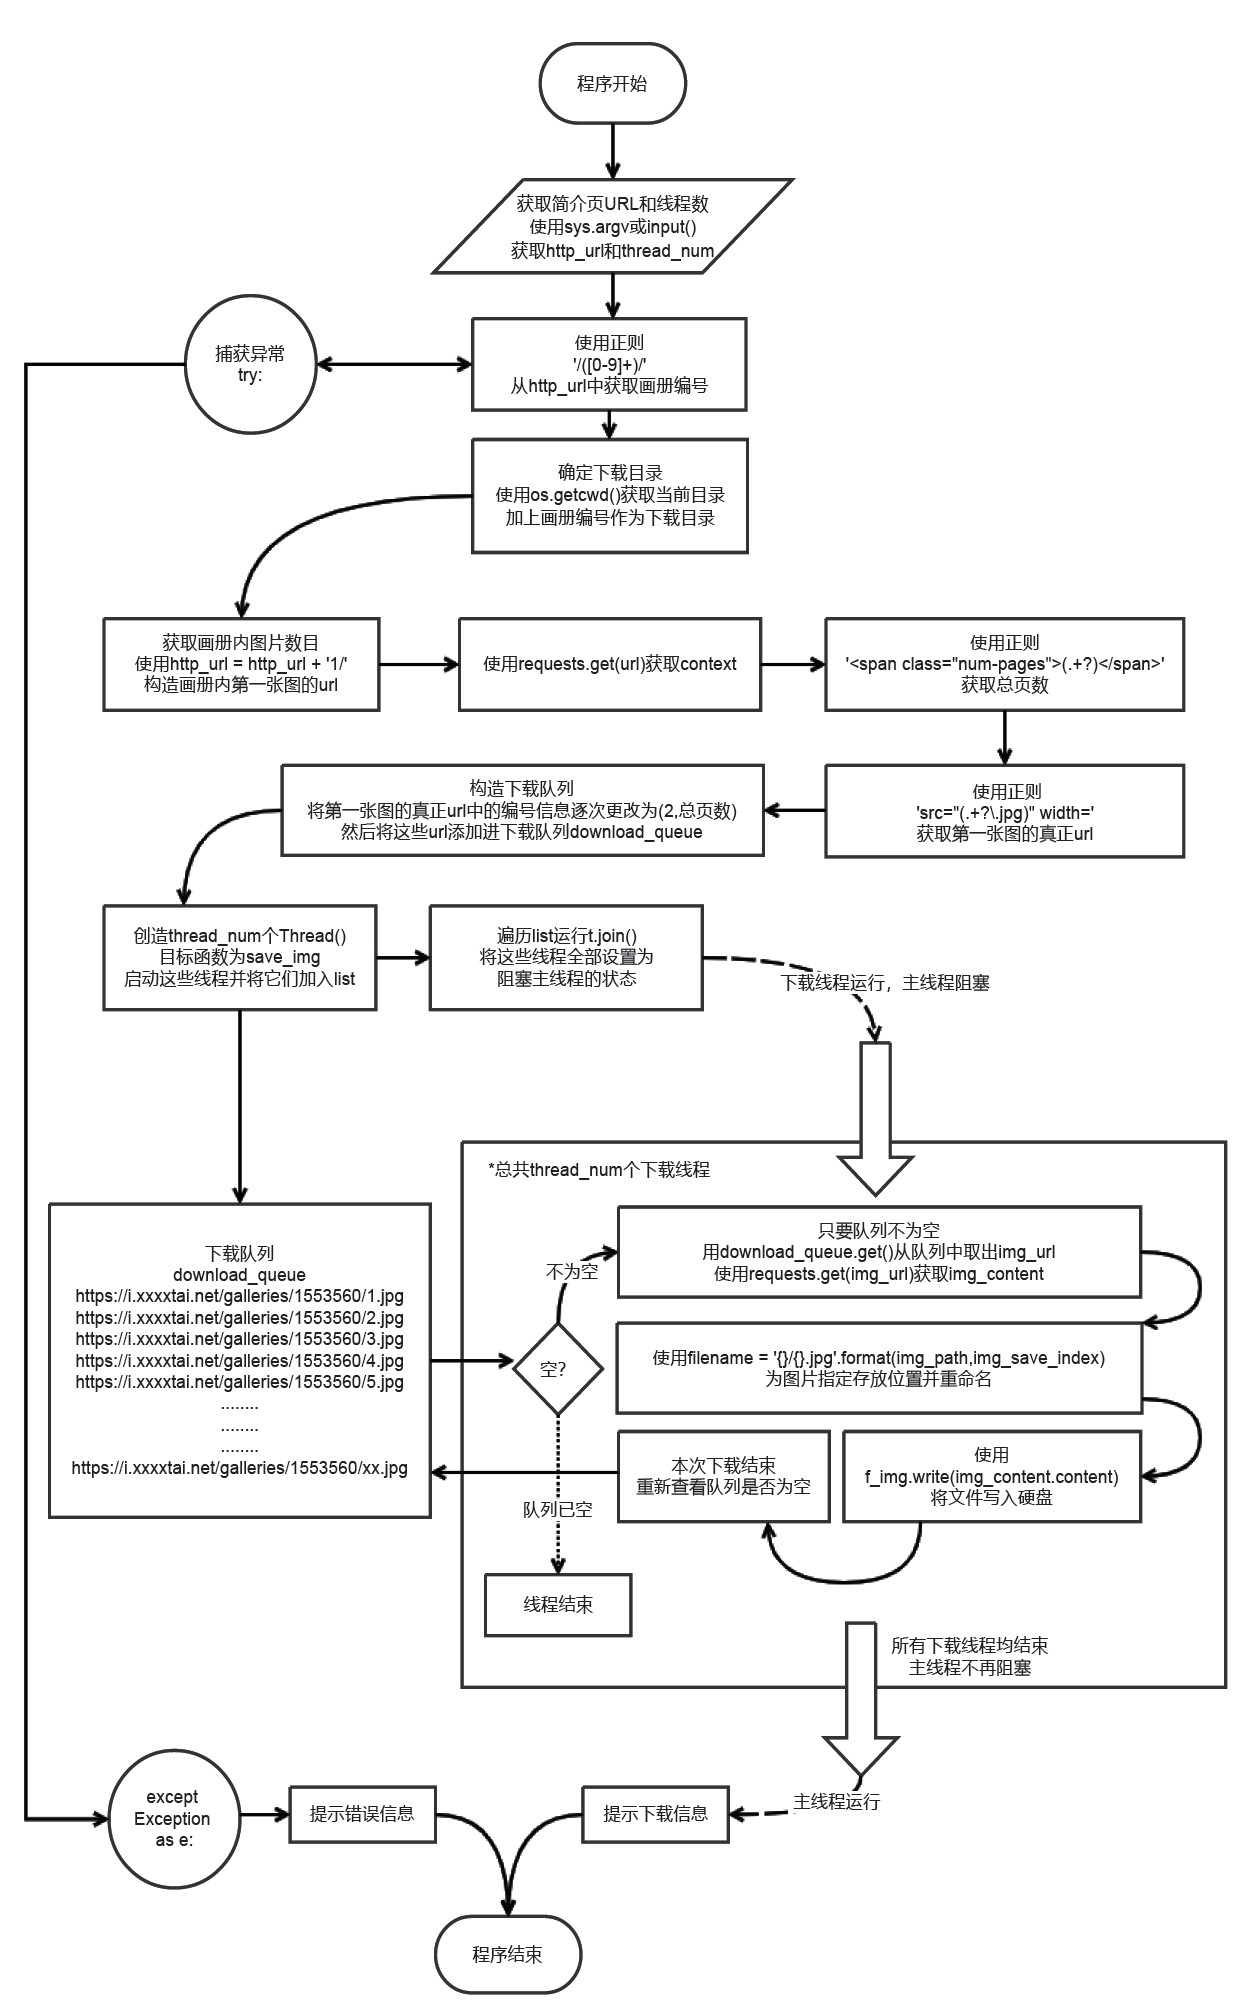 程序开始
获取简介页URL和线程数
使用sys.argv或input()
获取http_url和thread_num
捕获异常
try:
使用正则
'/([0-9]+)/'
从http_url中获取画册编号
确定下载目录
使用os.getcwd()获取当前目录
加上画册编号作为下载目录
获取画册内图片数目
使用http_url = http_url + '1/'
构造画册内第一张图的url
使用requests.get(url)获取context
使用正则
'<span class="num-pages">(.+?)</span>'
获取总页数
构造下载队列
将第一张图的真正url中的编号信息逐次更改为(2,总页数)
然后将这些url添加进下载队列download_queue
使用正则
'src="(.+?\.jpg)" width='
获取第一张图的真正url
创造thread_num个Thread()
目标函数为save_img
启动这些线程并将它们加入list
遍历list运行t.join()
将这些线程全部设置为
阻塞主线程的状态
下载线程运行，主线程阻塞
*总共thread_num个下载线程
下载队列
download_queue
https://i.xxxxtai.net/galleries/1553560/1.jpg
https://i.xxxxtai.net/galleries/1553560/2.jpg
https://i.xxxxtai.net/galleries/1553560/3.jpg
https://i.xxxxtai.net/galleries/1553560/4.jpg
https://i.xxxxtai.net/galleries/1553560/5.jpg
........
........
........
https://i.xxxxtai.net/galleries/1553560/xx.jpg
不为空
空?
队列已空
线程结束
只要队列不为空
用download_queue.get()从队列中取出img_url
使用requests.get(img_url)获取img_content
使用filename = '{}/{}.jpg'.format(img_path,img_save_index)
为图片指定存放位置并重命名
本次下载结束
重新查看队列是否为空
使用
f_img.write(img_content.content)
将文件写入硬盘
所有下载线程均结束
主线程不再阻塞
except
Exception
as e:
提示错误信息
提示下载信息
主线程运行
程序结束